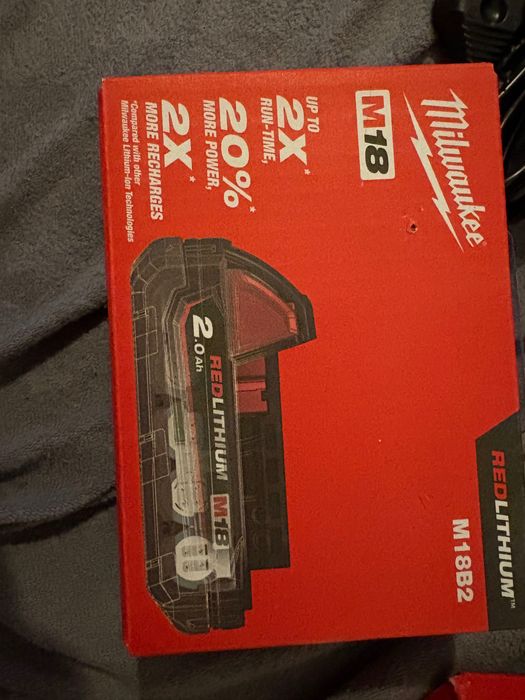 Milwaukee
M18
UP TO
2X*
RUN-TIME,
20%*
MORE POWER,
2X*
MORE RECHARGES
*Compared with other
Milwaukee Lithium-Ion Technologies
2.0Ah
REDLITHIUM
M18
REDLITHIUM™
M18B2